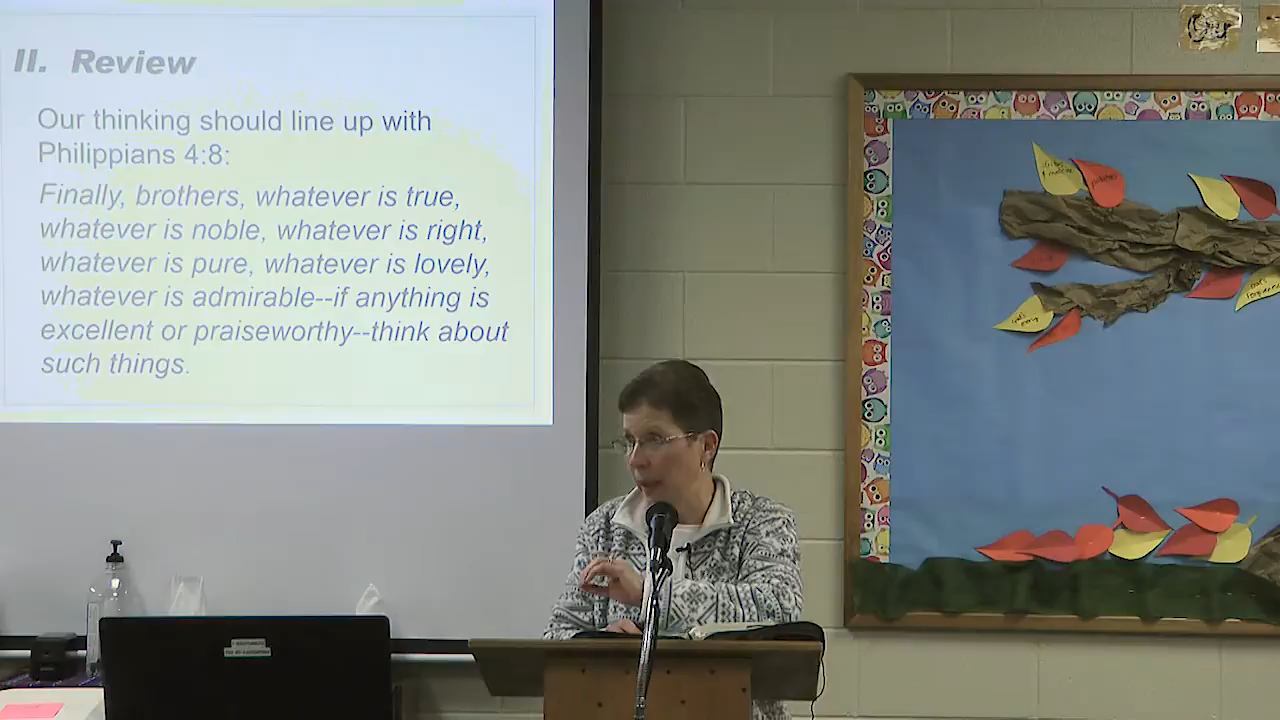 II. Review
Our thinking should line up with
Philippians 4:8:
Finally, brothers, whatever is true,
whatever is noble, whatever is right,
whatever is pure, whatever is lovely,
whatever is admirable--if anything is
excellent or praiseworthy--think about
such things.
Our